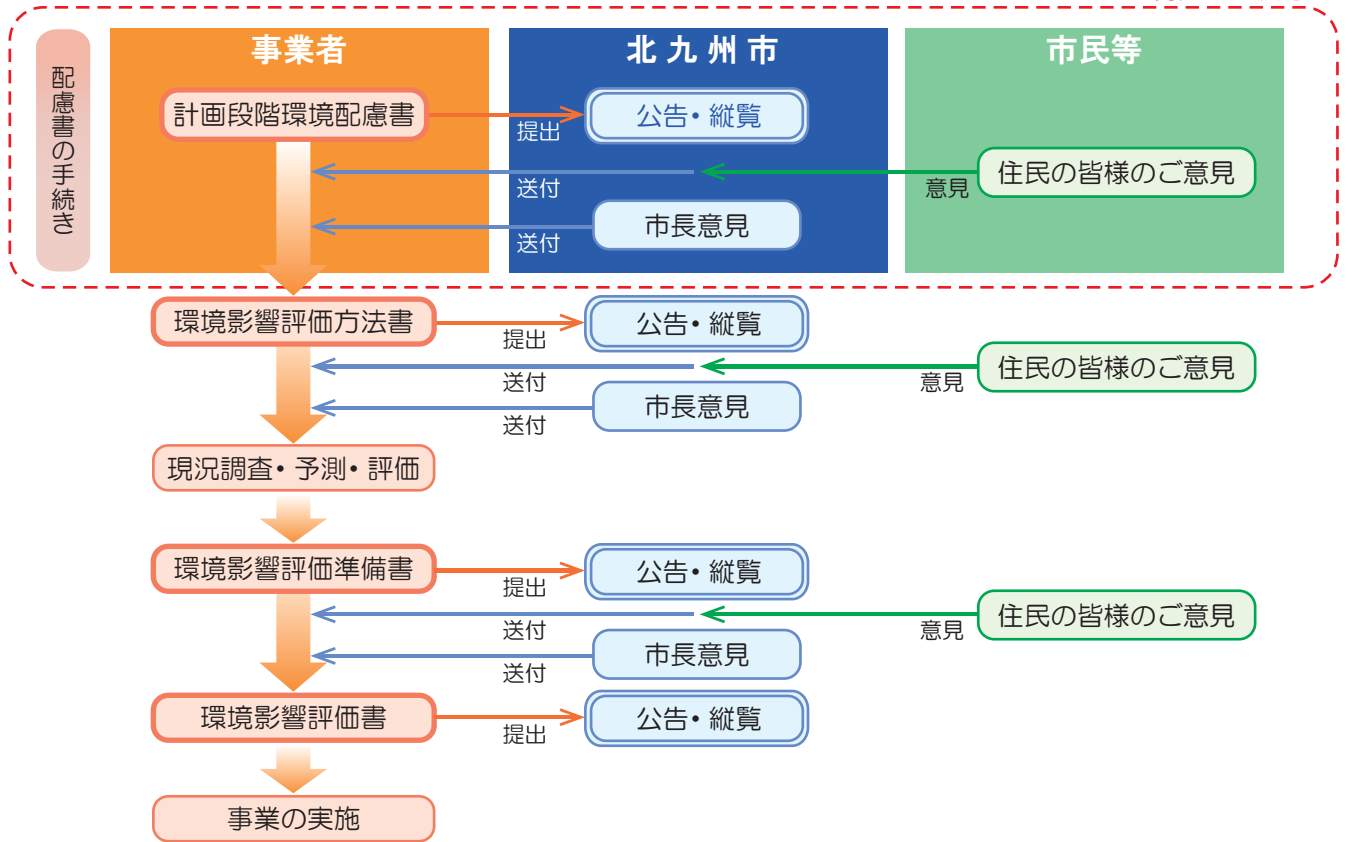 配慮書の手続き
事業者
北九州市
市民等
計画段階環境配慮書
提出
公告・縦覧
送付
意見
住民の皆様のご意見
送付
市長意見
環境影響評価方法書
提出
公告・縦覧
送付
意見
住民の皆様のご意見
送付
市長意見
現況調査・予測・評価
環境影響評価準備書
提出
公告・縦覧
送付
意見
住民の皆様のご意見
送付
市長意見
環境影響評価書
提出
公告・縦覧
事業の実施